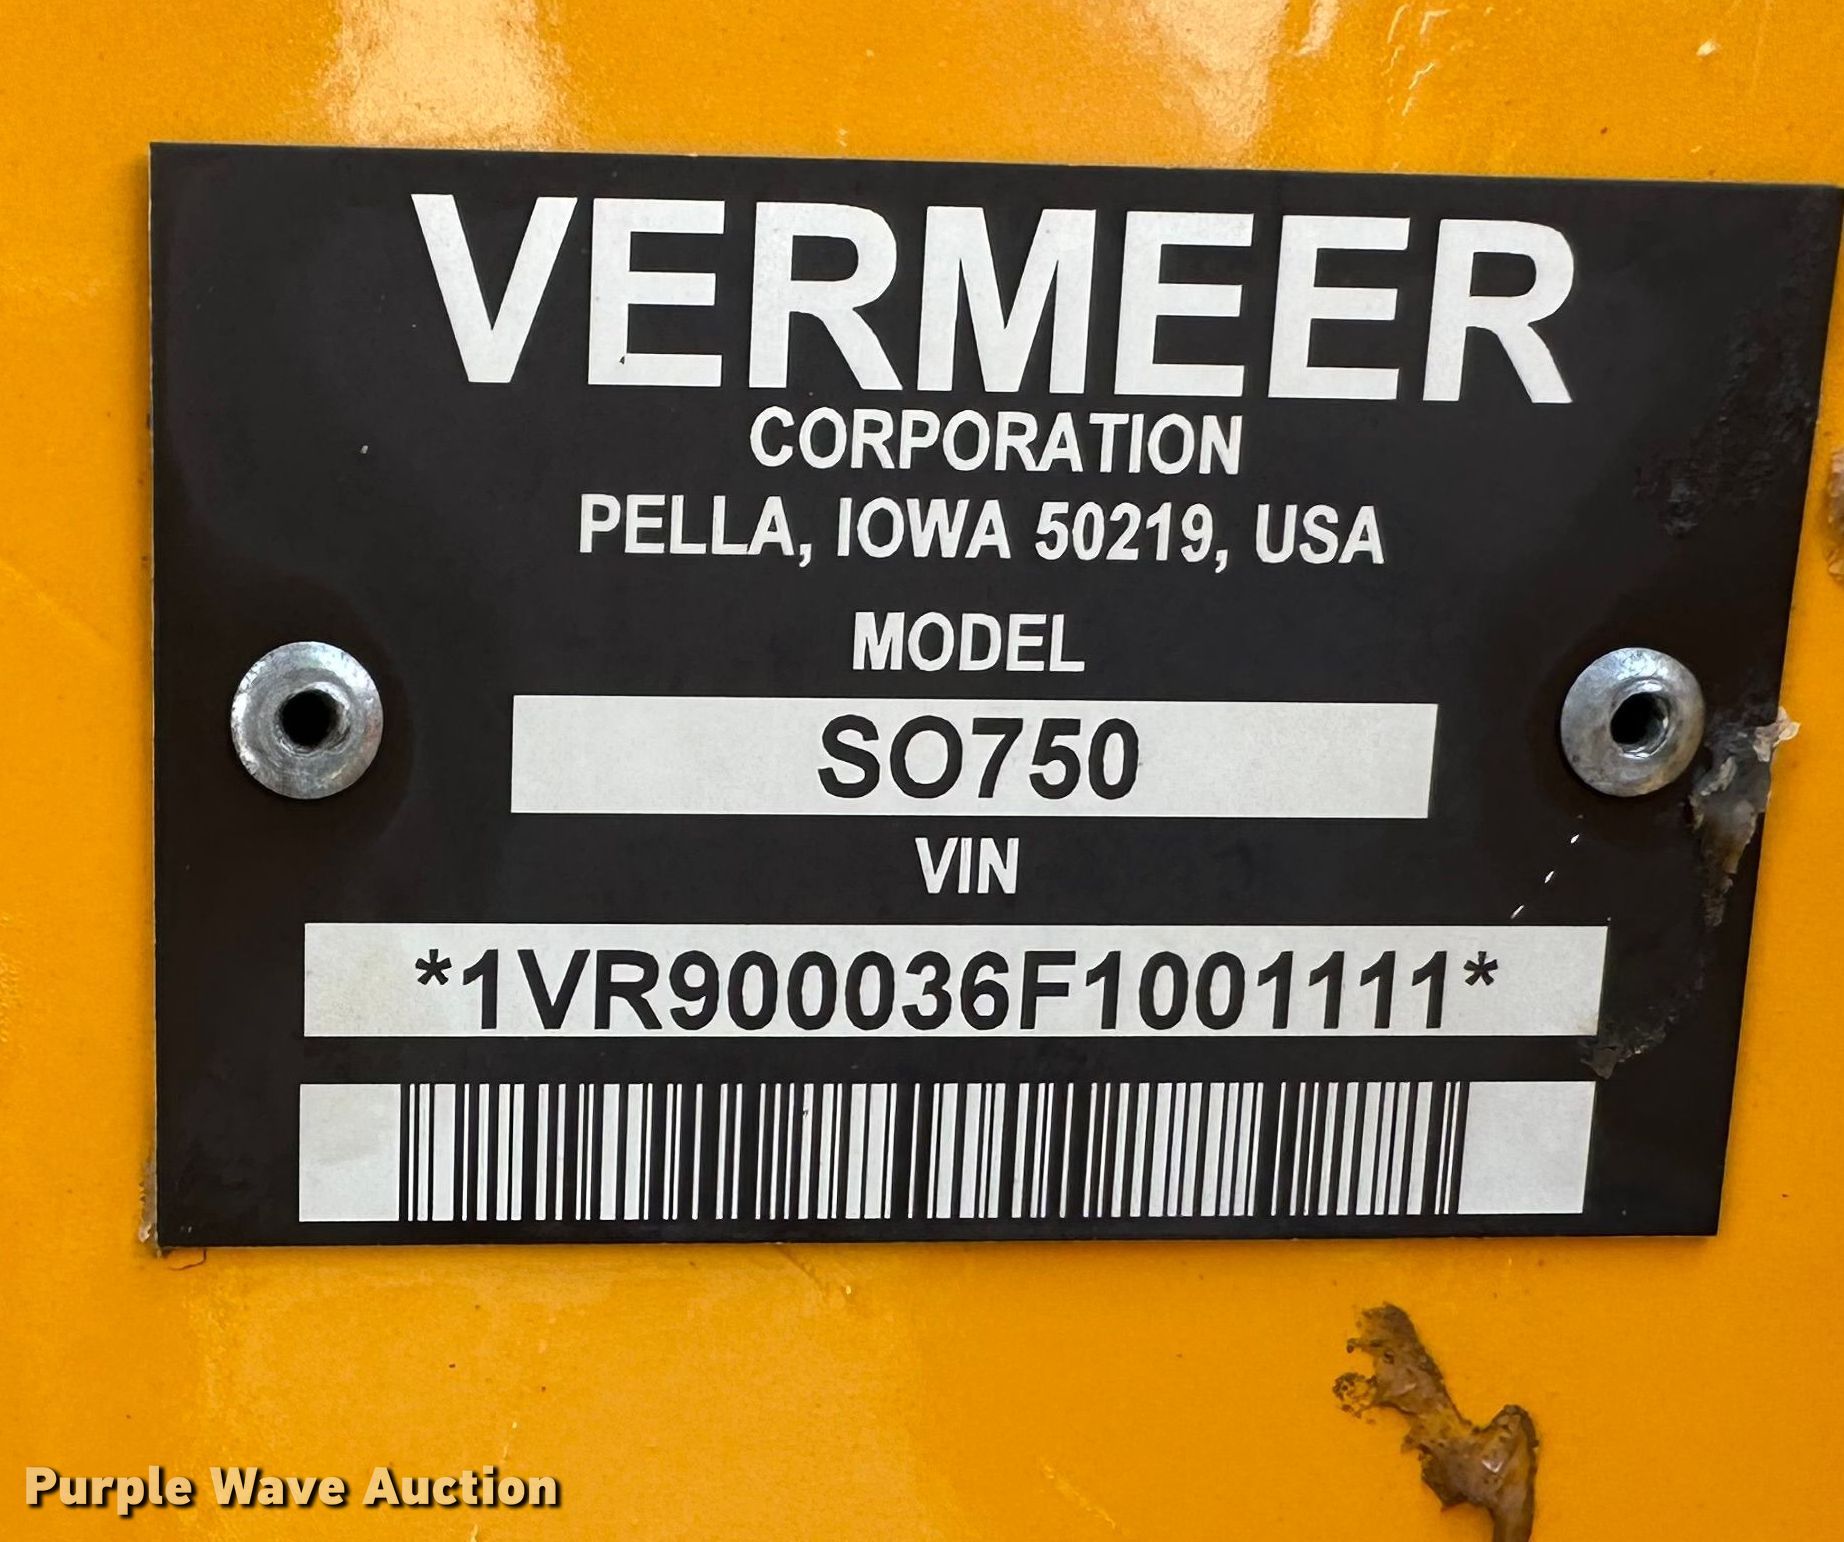 VERMEER
CORPORATION
PELLA, IOWA 50219, USA
MODEL
SO750
VIN
*1VR900036F1001111*
Purple Wave Auction